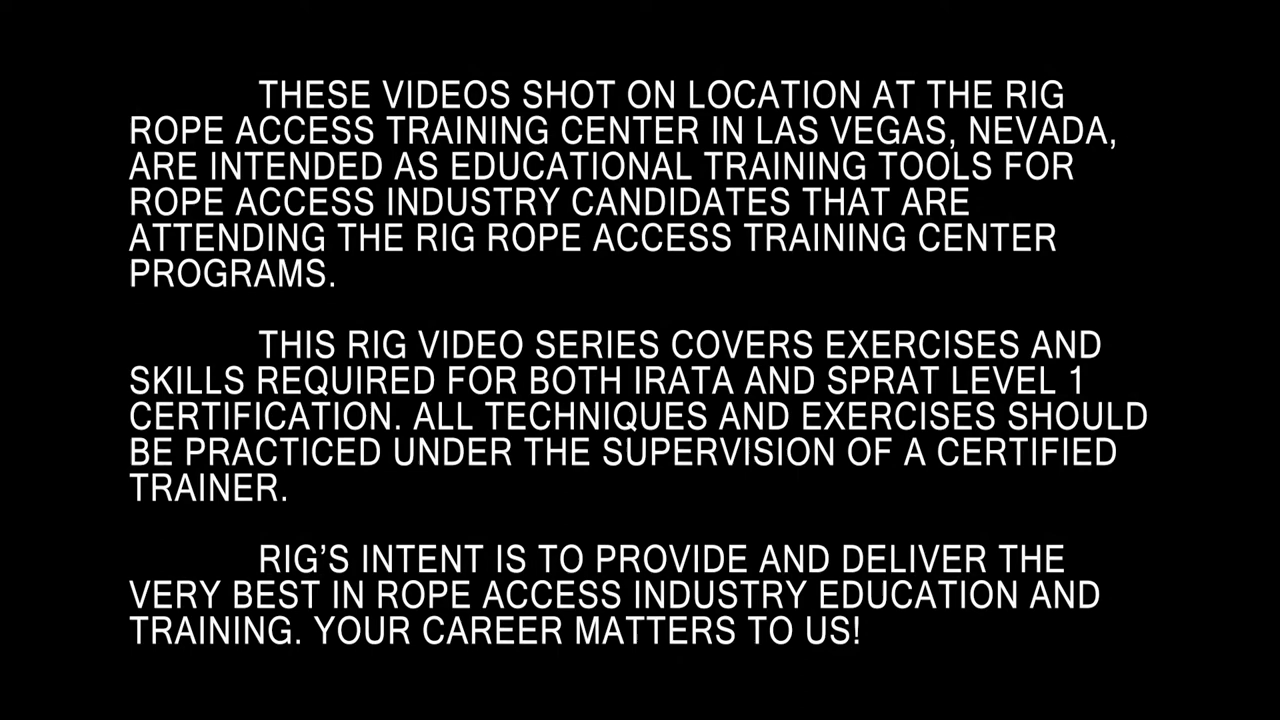 THESE VIDEOS SHOT ON LOCATION AT THE RIG
ROPE ACCESS TRAINING CENTER IN LAS VEGAS, NEVADA,
ARE INTENDED AS EDUCATIONAL TRAINING TOOLS FOR
ROPE ACCESS INDUSTRY CANDIDATES THAT ARE
ATTENDING THE RIG ROPE ACCESS TRAINING CENTER
PROGRAMS.
THIS RIG VIDEO SERIES COVERS EXERCISES AND
SKILLS REQUIRED FOR BOTH IRATA AND SPRAT LEVEL 1
CERTIFICATION. ALL TECHNIQUES AND EXERCISES SHOULD
BE PRACTICED UNDER THE SUPERVISION OF A CERTIFIED
TRAINER.
RIG’S INTENT IS TO PROVIDE AND DELIVER THE
VERY BEST IN ROPE ACCESS INDUSTRY EDUCATION AND
TRAINING. YOUR CAREER MATTERS TO US!